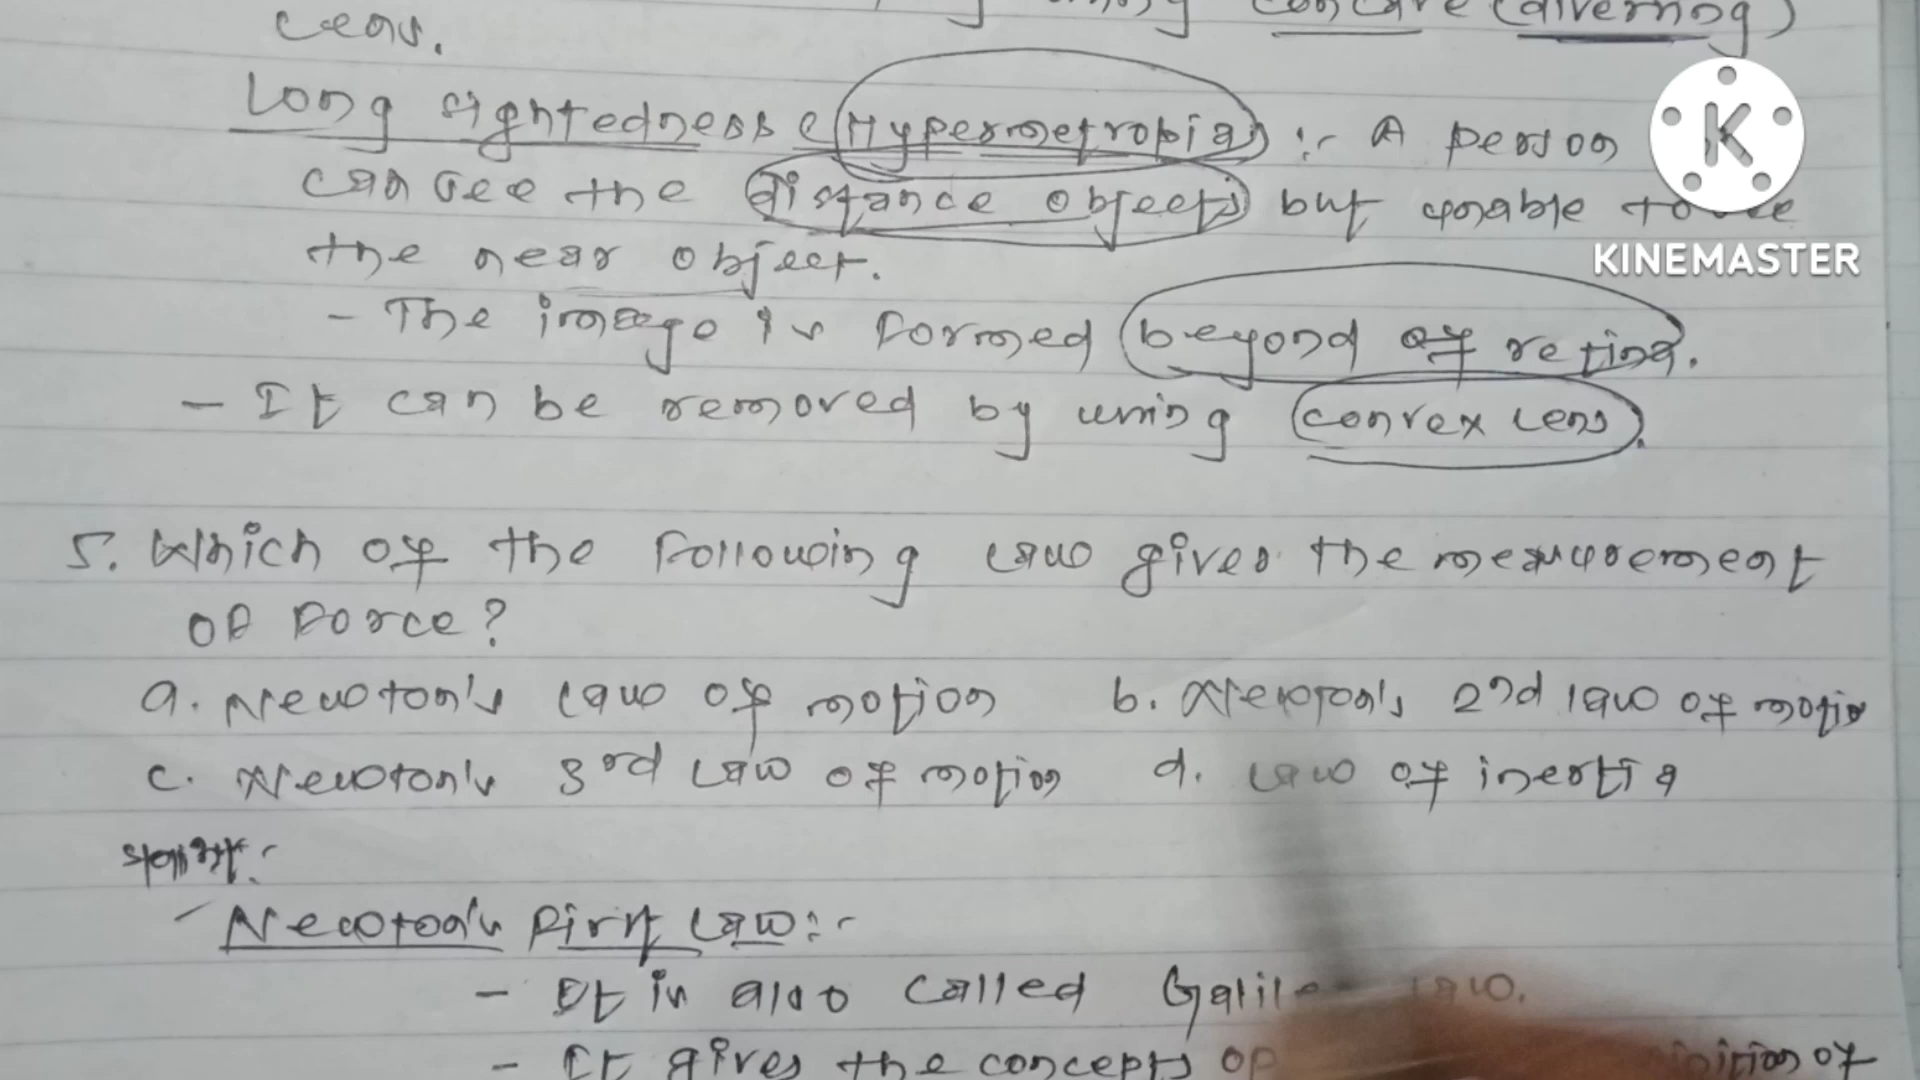 concave (diverning)
lens.
Long sightedness (Hypermetropia) :- A person
can see the distance objects but unable to see
the near object.
- The image is formed beyond of retina.
- It can be removed by using convex lens.
KINEMASTER
5. Which of the following law gives the measurement
of force?
a. Newton's law of motion b. Newton's 2nd law of motion
c. Newton's 3rd law of motion d. law of inertia
Newton's First Law:-
- It is also called Galileo law.
- It gives the concepts of